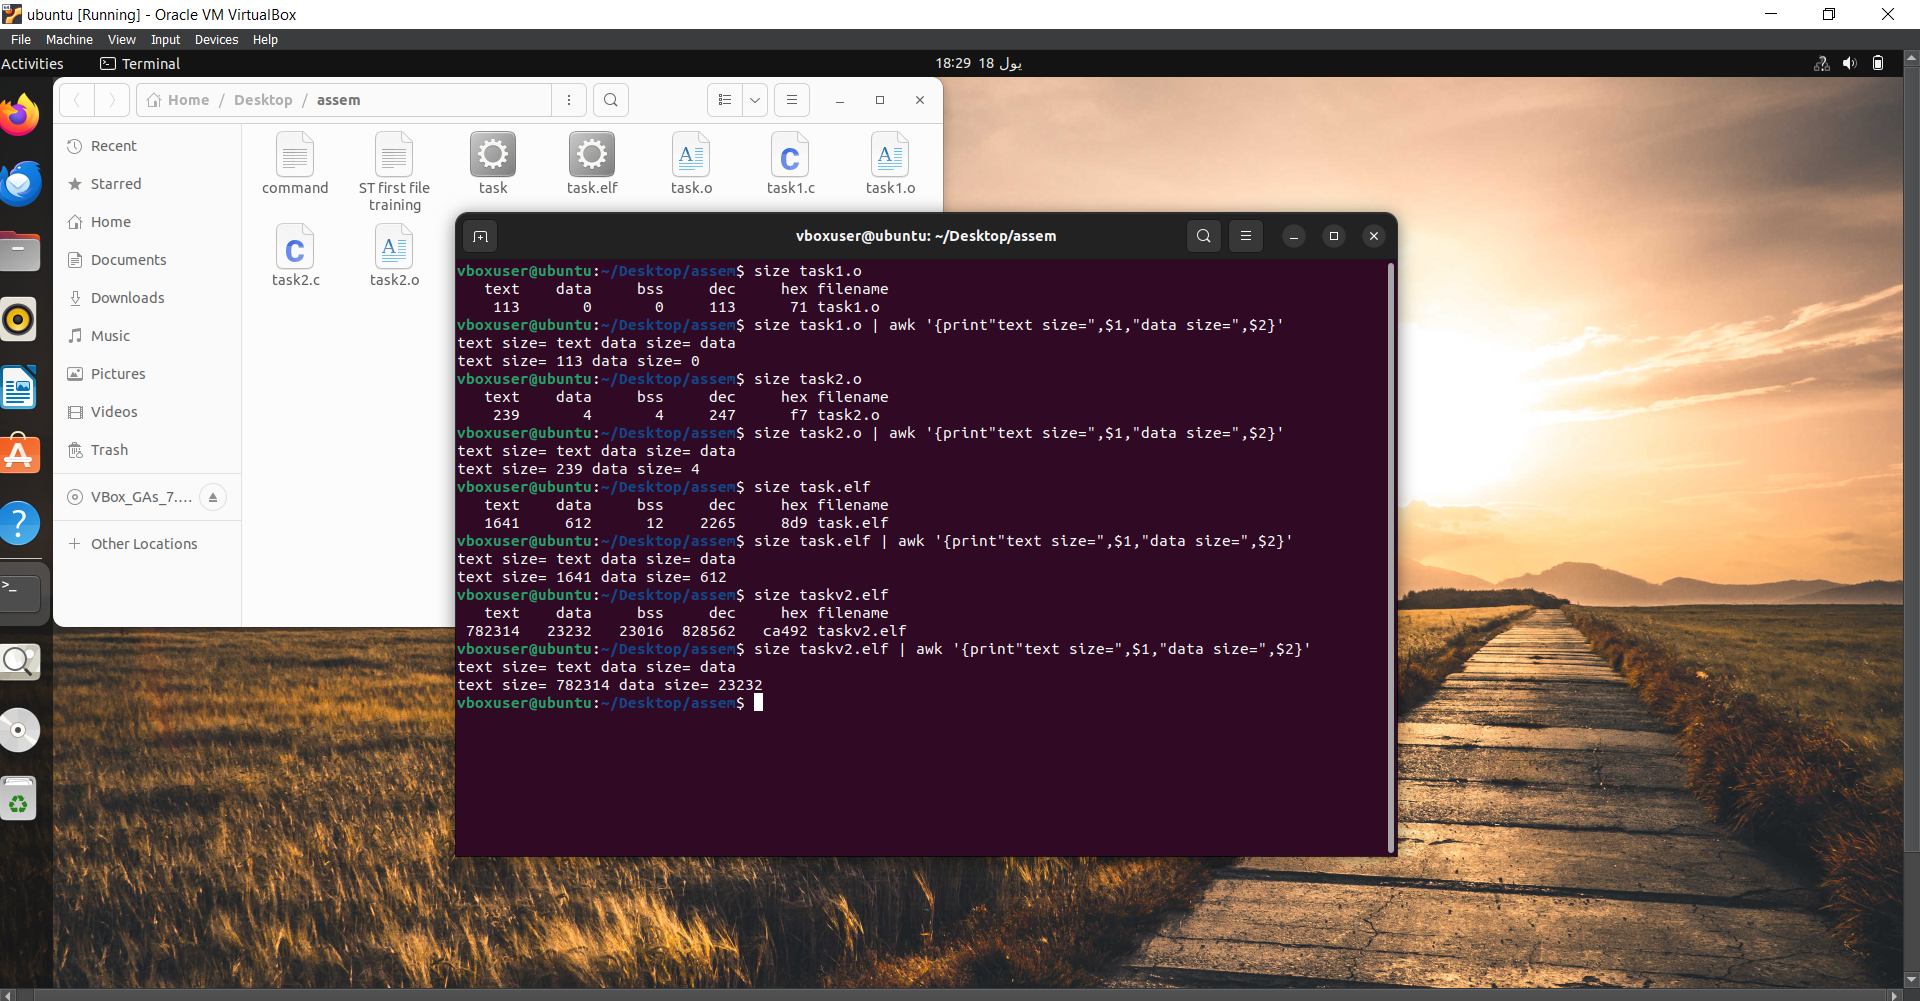 ubuntu [Running] - Oracle VM VirtualBox
File Machine View Input Devices Help
Activities Terminal 18:29 18 يول
Home / Desktop / assem
Recent
Starred
Home
Documents
Downloads
Music
Pictures
Videos
Trash
VBox_GAs_7....
+ Other Locations
command ST first file training task task.elf task.o task1.c task1.o
task2.c task2.o
vboxuser@ubuntu: ~/Desktop/assem
vboxuser@ubuntu:~/Desktop/assem$ size task1.o
text data bss dec hex filename
113 0 0 113 71 task1.o
vboxuser@ubuntu:~/Desktop/assem$ size task1.o | awk '{print"text size=",$1,"data size=",$2}'
text size= text data size= data
text size= 113 data size= 0
vboxuser@ubuntu:~/Desktop/assem$ size task2.o
text data bss dec hex filename
239 4 4 247 f7 task2.o
vboxuser@ubuntu:~/Desktop/assem$ size task2.o | awk '{print"text size=",$1,"data size=",$2}'
text size= text data size= data
text size= 239 data size= 4
vboxuser@ubuntu:~/Desktop/assem$ size task.elf
text data bss dec hex filename
1641 612 12 2265 8d9 task.elf
vboxuser@ubuntu:~/Desktop/assem$ size task.elf | awk '{print"text size=",$1,"data size=",$2}'
text size= text data size= data
text size= 1641 data size= 612
vboxuser@ubuntu:~/Desktop/assem$ size taskv2.elf
text data bss dec hex filename
782314 23232 23016 828562 ca492 taskv2.elf
vboxuser@ubuntu:~/Desktop/assem$ size taskv2.elf | awk '{print"text size=",$1,"data size=",$2}'
text size= text data size= data
text size= 782314 data size= 23232
vboxuser@ubuntu:~/Desktop/assem$